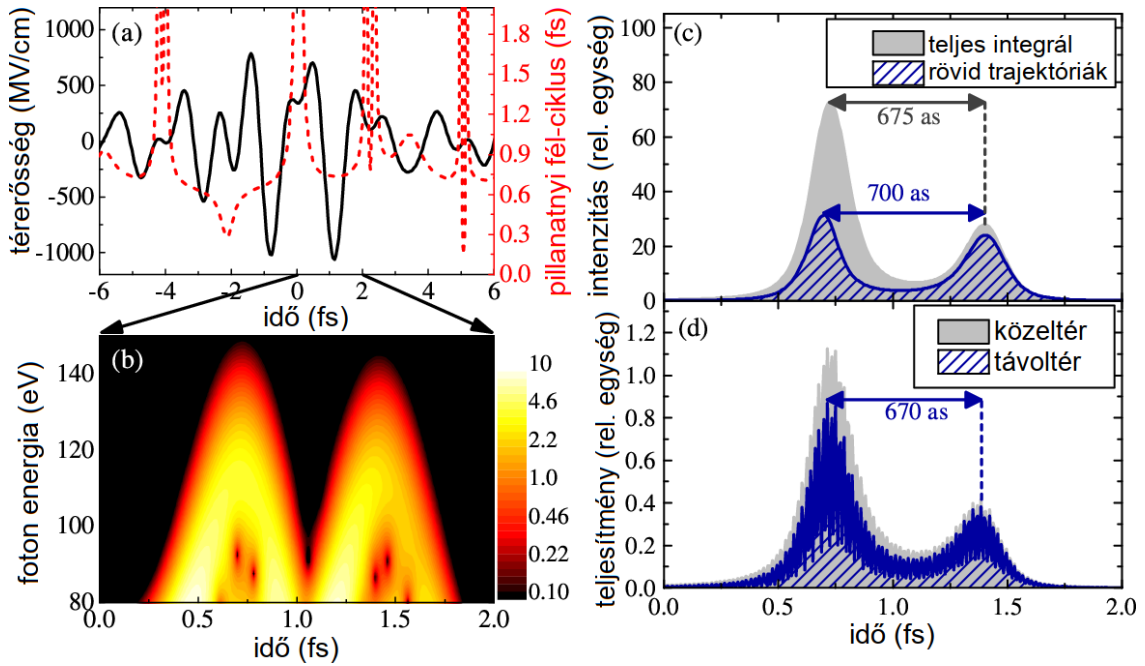 (a)
térerősség (MV/cm)
1000
500
0
-500
-1000
pillanatnyi fél-ciklus (fs)
1.8
1.5
1.2
0.9
0.6
0.3
0.0
-6 -4 -2 0 2 4 6
idő (fs)
(b)
foton energia (eV)
140
120
100
80
10
4.6
2.2
1.0
0.46
0.22
0.10
0.0 0.5 1.0 1.5 2.0
idő (fs)
(c)
teljes integrál
rövid trajektóriák
675 as
700 as
intenzitás (rel. egység)
100
80
60
40
20
0
(d)
közeltér
távoltér
670 as
teljesítmény (rel. egység)
1.2
1.0
0.8
0.6
0.4
0.2
0.0
0.0 0.5 1.0 1.5 2.0
idő (fs)